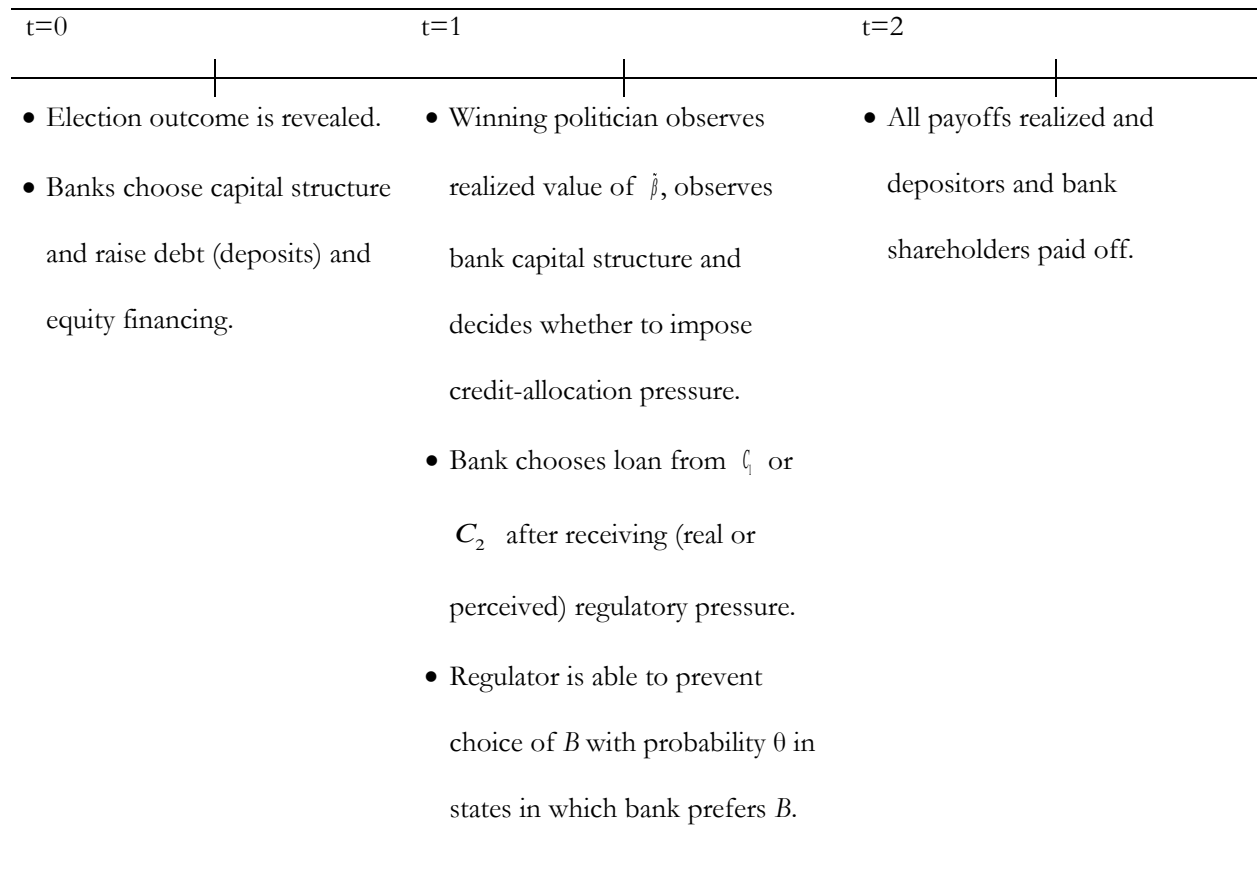 t=0
t=1
t=2
• Election outcome is revealed.
• Banks choose capital structure
and raise debt (deposits) and
equity financing.
• Winning politician observes
realized value of β̃, observes
bank capital structure and
decides whether to impose
credit-allocation pressure.
• Bank chooses loan from C₁ or
C₂ after receiving (real or
perceived) regulatory pressure.
• Regulator is able to prevent
choice of B with probability θ in
states in which bank prefers B.
• All payoffs realized and
depositors and bank
shareholders paid off.